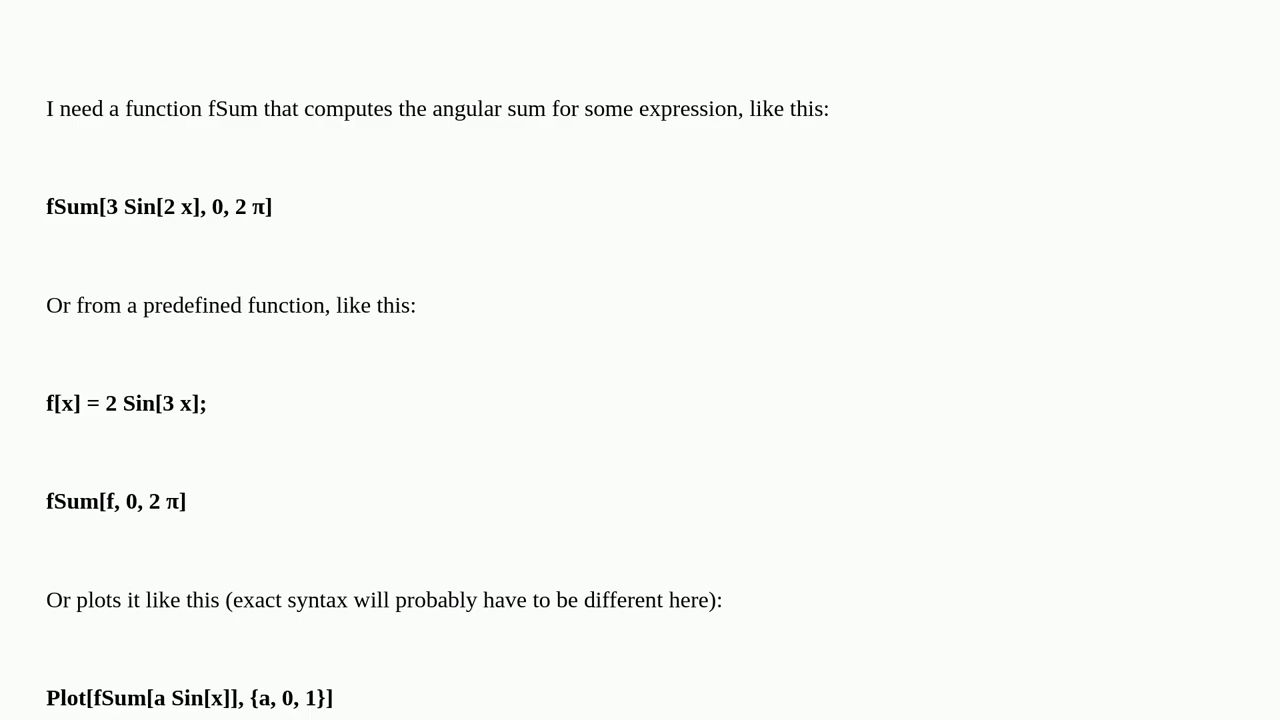 I need a function fSum that computes the angular sum for some expression, like this:
fSum[3 Sin[2 x], 0, 2 π]
Or from a predefined function, like this:
f[x] = 2 Sin[3 x];
fSum[f, 0, 2 π]
Or plots it like this (exact syntax will probably have to be different here):
Plot[fSum[a Sin[x]], {a, 0, 1}]